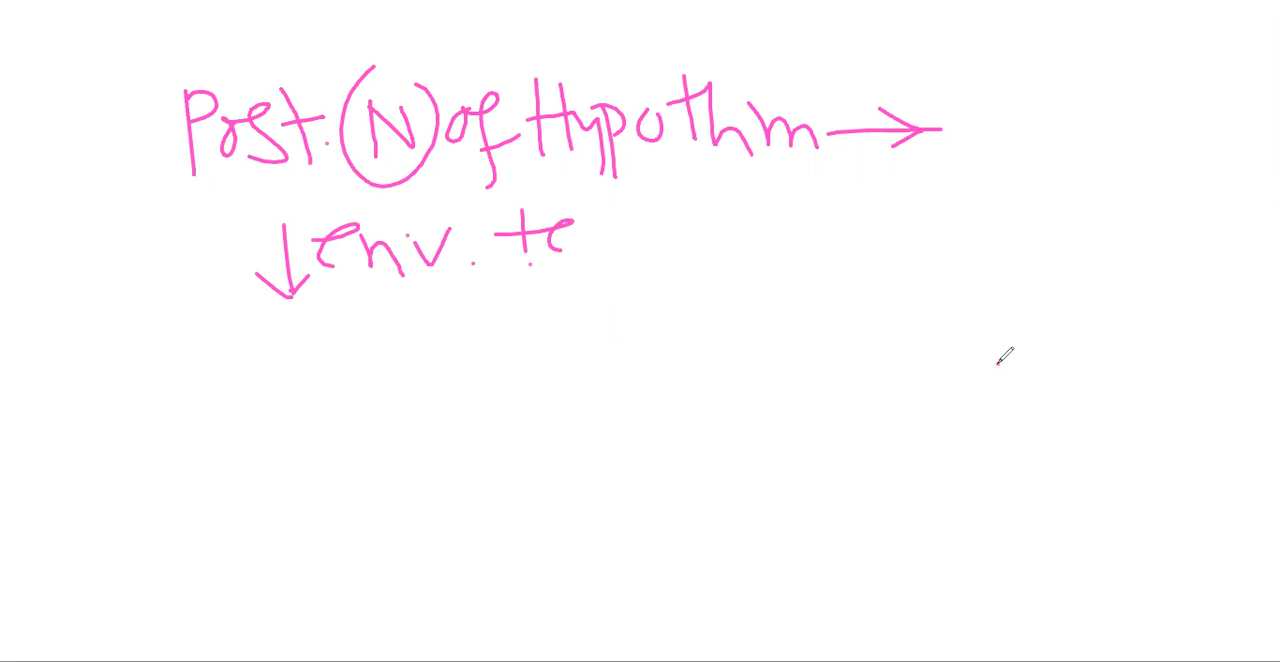 Post. N of Hypothm →
↓ env. te